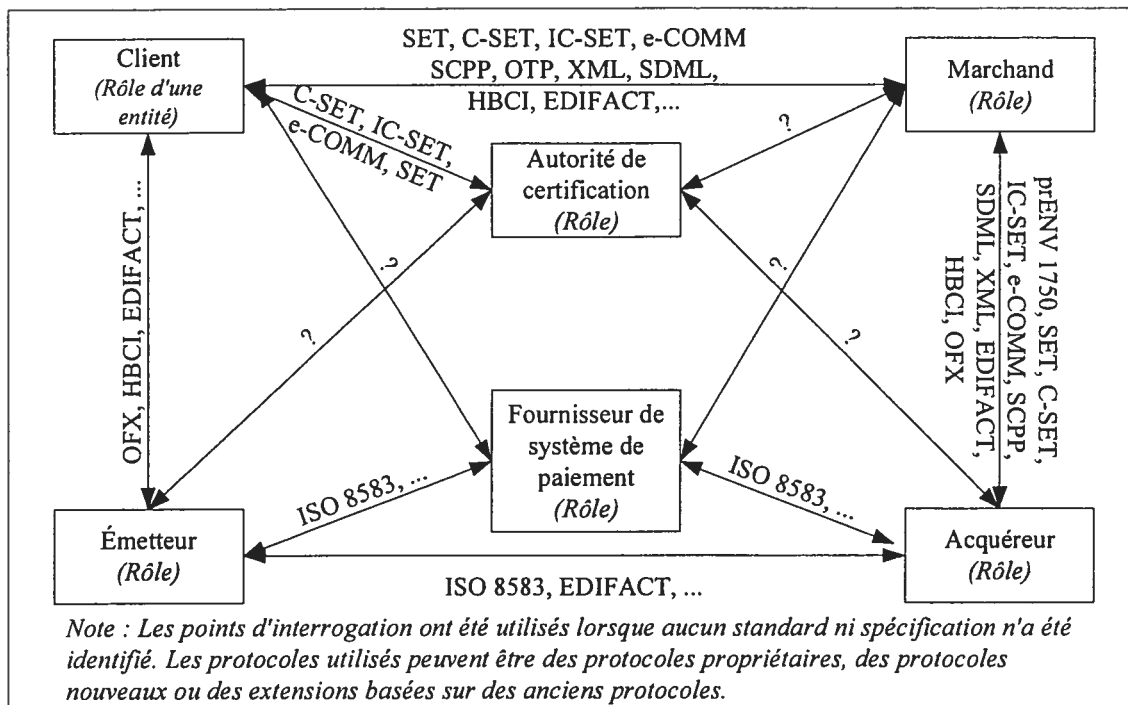 SET, C-SET, IC-SET, e-COMM
SCPP, OTP, XML, SDML,
HBCI, EDIFACT,...
Client
(Rôle d'une
entité)
Marchand
(Rôle)
C-SET, IC-SET,
e-COMM, SET
?
Autorité de
certification
(Rôle)
OFX, HBCI, EDIFACT, ...
prENV 1750, SET, C-SET,
IC-SET, e-COMM, SCPP,
SDML, XML, EDIFACT,
HBCI, OFX
?
?
?
?
Fournisseur de
système de
paiement
(Rôle)
ISO 8583, ...
ISO 8583, ...
Émetteur
(Rôle)
Acquéreur
(Rôle)
ISO 8583, EDIFACT, ...
Note : Les points d'interrogation ont été utilisés lorsque aucun standard ni spécification n'a été
identifié. Les protocoles utilisés peuvent être des protocoles propriétaires, des protocoles
nouveaux ou des extensions basées sur des anciens protocoles.